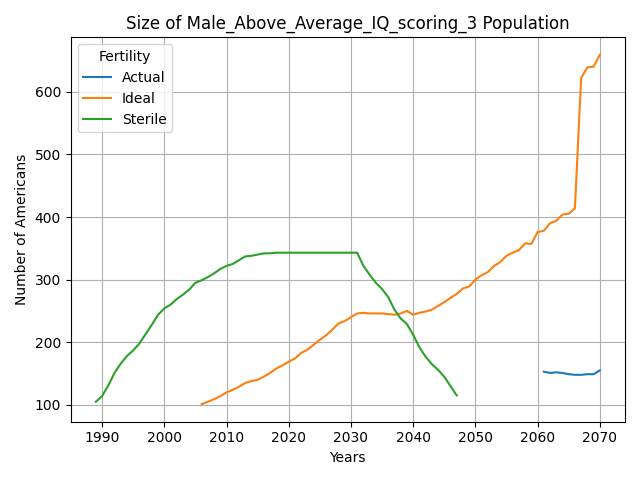 Size of Male_Above_Average_IQ_scoring_3 Population
Fertility
Actual
Ideal
Sterile
Number of Americans
600
500
400
300
200
100
1990 2000 2010 2020 2030 2040 2050 2060 2070
Years